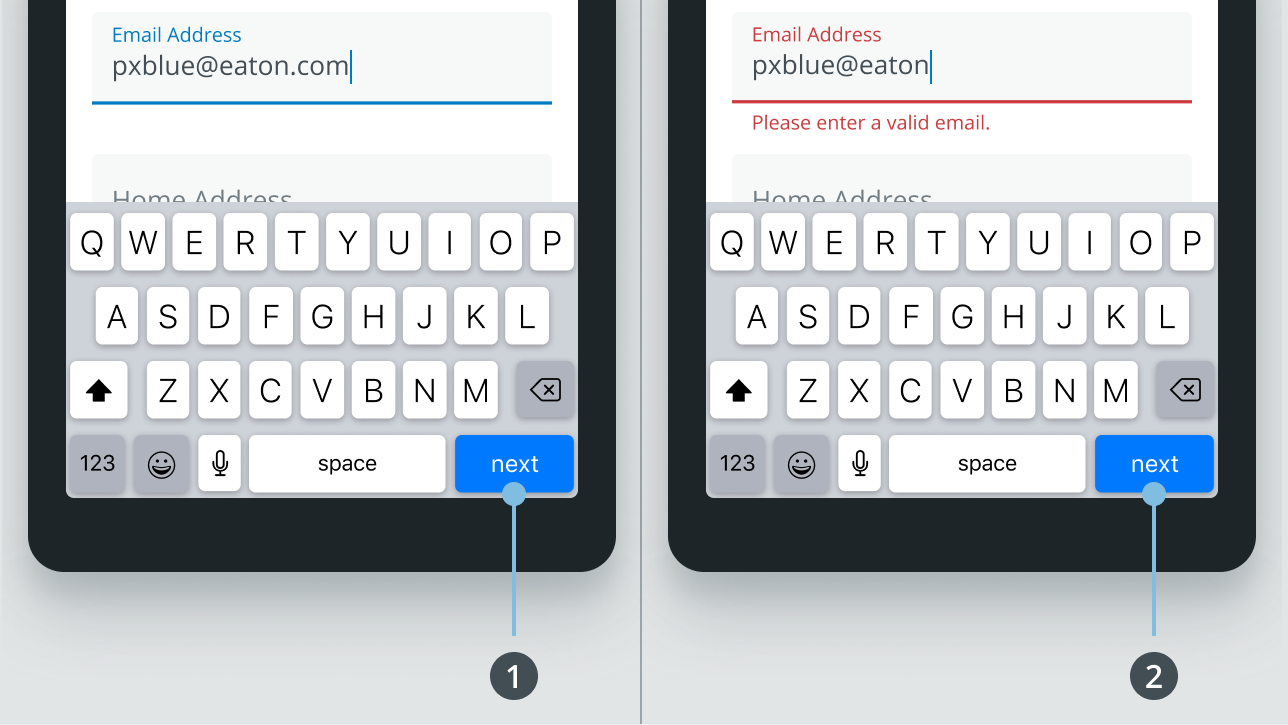 Email Address
pxblue@eaton.com
Home Address
Q W E R T Y U I O P
A S D F G H J K L
Z X C V B N M
123 space next
1
Email Address
pxblue@eaton
Please enter a valid email.
Home Address
Q W E R T Y U I O P
A S D F G H J K L
Z X C V B N M
123 space next
2